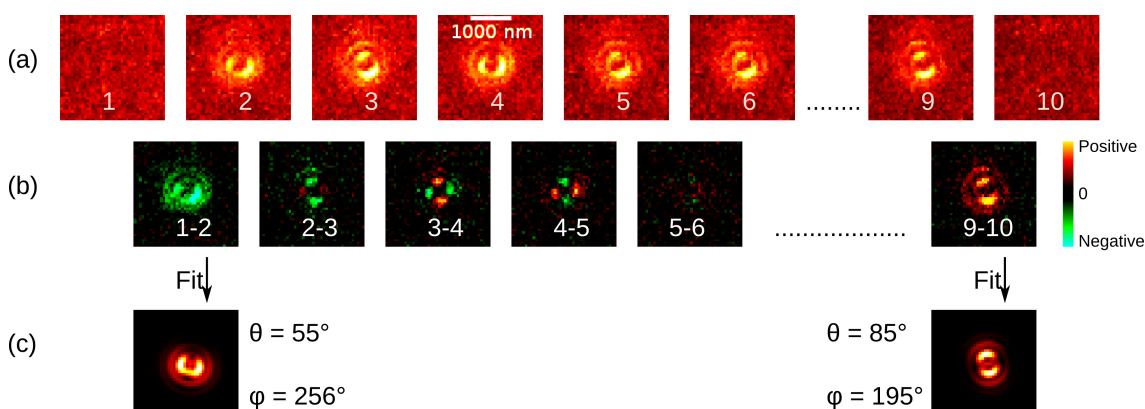 1000 nm
(a) 1 2 3 4 5 6 ........ 9 10
(b) 1-2 2-3 3-4 4-5 5-6 .................... 9-10
Positive
0
Negative
Fit Fit
(c) θ = 55° θ = 85°
φ = 256° φ = 195°